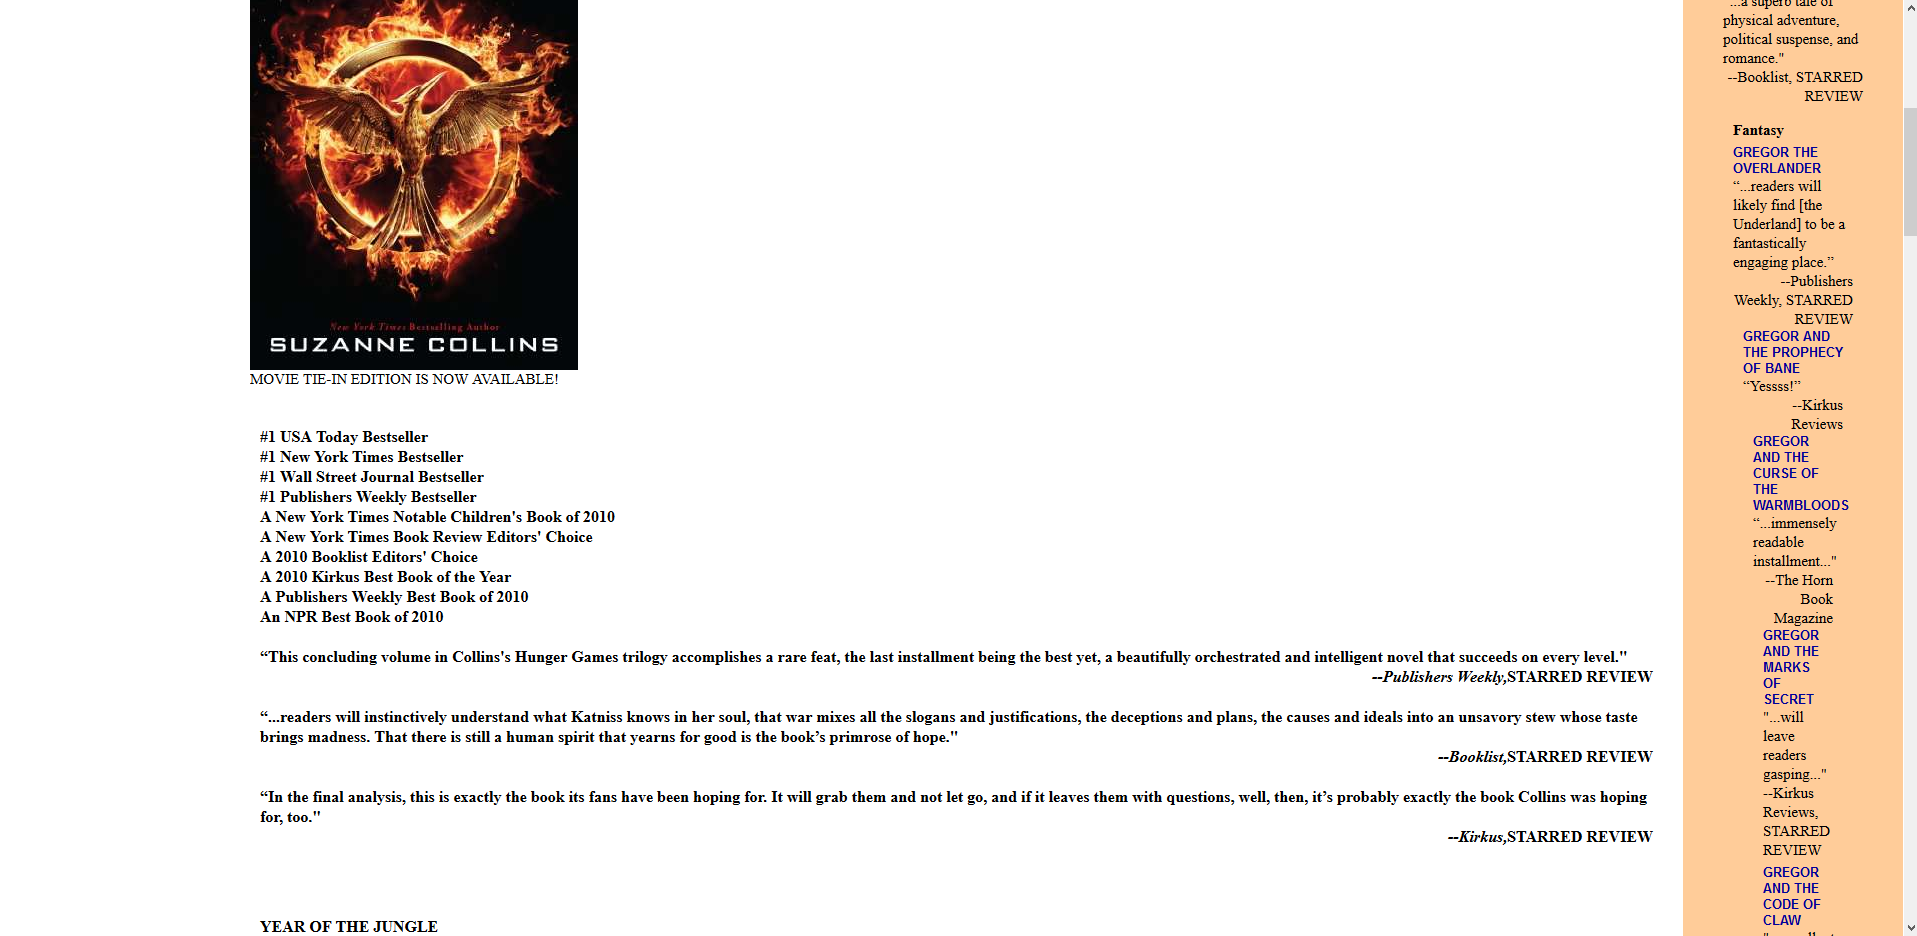 New York Times Bestselling Author
SUZANNE COLLINS
MOVIE TIE-IN EDITION IS NOW AVAILABLE!
#1 USA Today Bestseller
#1 New York Times Bestseller
#1 Wall Street Journal Bestseller
#1 Publishers Weekly Bestseller
A New York Times Notable Children's Book of 2010
A New York Times Book Review Editors' Choice
A 2010 Booklist Editors' Choice
A 2010 Kirkus Best Book of the Year
A Publishers Weekly Best Book of 2010
An NPR Best Book of 2010
“This concluding volume in Collins's Hunger Games trilogy accomplishes a rare feat, the last installment being the best yet, a beautifully orchestrated and intelligent novel that succeeds on every level."
--Publishers Weekly,STARRED REVIEW
“...readers will instinctively understand what Katniss knows in her soul, that war mixes all the slogans and justifications, the deceptions and plans, the causes and ideals into an unsavory stew whose taste
brings madness. That there is still a human spirit that yearns for good is the book’s primrose of hope."
--Booklist,STARRED REVIEW
“In the final analysis, this is exactly the book its fans have been hoping for. It will grab them and not let go, and if it leaves them with questions, well, then, it’s probably exactly the book Collins was hoping
for, too."
--Kirkus,STARRED REVIEW
YEAR OF THE JUNGLE
"...a superb tale of
physical adventure,
political suspense, and
romance."
--Booklist, STARRED
REVIEW
Fantasy
GREGOR THE
OVERLANDER
“...readers will
likely find [the
Underland] to be a
fantastically
engaging place.”
--Publishers
Weekly, STARRED
REVIEW
GREGOR AND
THE PROPHECY
OF BANE
“Yessss!”
--Kirkus
Reviews
GREGOR
AND THE
CURSE OF
THE
WARMBLOODS
“...immensely
readable
installment..."
--The Horn
Book
Magazine
GREGOR
AND THE
MARKS
OF
SECRET
"...will
leave
readers
gasping..."
--Kirkus
Reviews,
STARRED
REVIEW
GREGOR
AND THE
CODE OF
CLAW